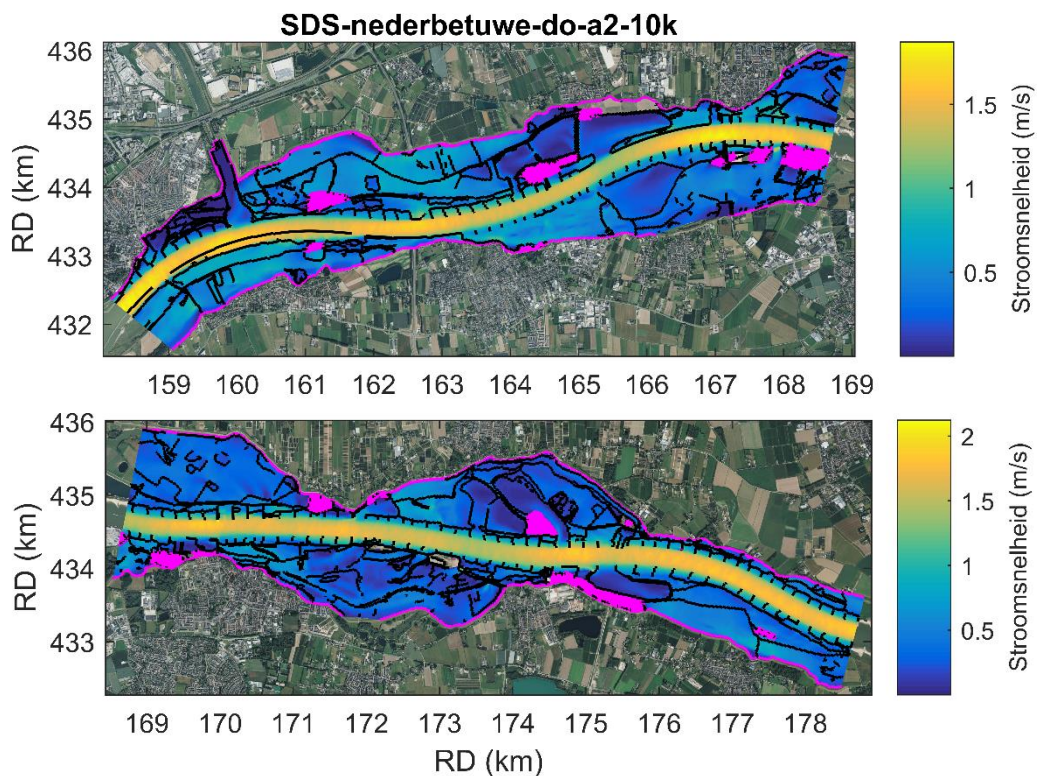 SDS-nederbetuwe-do-a2-10k
436
435
434
433
432
RD (km)
159 160 161 162 163 164 165 166 167 168 169
1.5
1
0.5
Stroomsnelheid (m/s)
436
435
434
433
RD (km)
169 170 171 172 173 174 175 176 177 178
RD (km)
2
1.5
1
0.5
Stroomsnelheid (m/s)